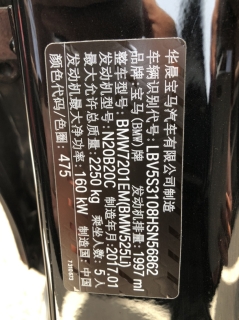 华晨宝马汽车有限公司制造
车辆识别代号: LBV5S3108HSN56862
品牌: 宝马(BMW)牌 发动机排量: 1997 ml
整车型号: BMW7201EM(BMW525Li)
发动机型号: N20B20C 制造年月: 2017/01
最大允许总质量: 2250 kg 乘坐人数: 5 人
发动机最大净功率: 160 kW 制造国: 中国
颜色代码/色圈: 475